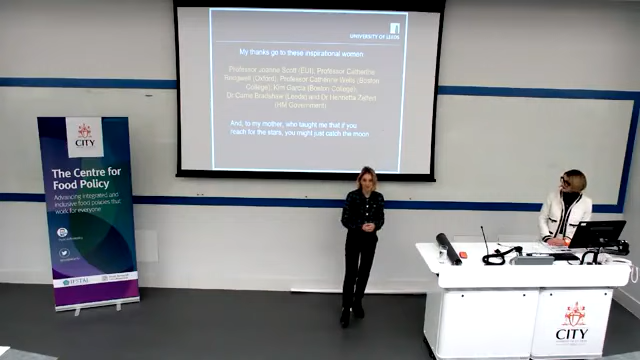 UNIVERSITY OF LEEDS
My thanks go to these inspirational women:
Professor Joanne Scott (EUI), Professor Catherine
(Oxford), Professor Catharine Wells (Boston
College), Kim Garcia (Boston College),
Dr Carrie Bradshaw (Leeds) and Dr Henrietta
(HM Government)
And, to my mother, who taught me that if you
reach for the stars, you might just catch the moon
CITY
The Centre for
Food Policy
Advancing integrated and
inclusive food policies that
work for everyone
IFSTAL
CITY